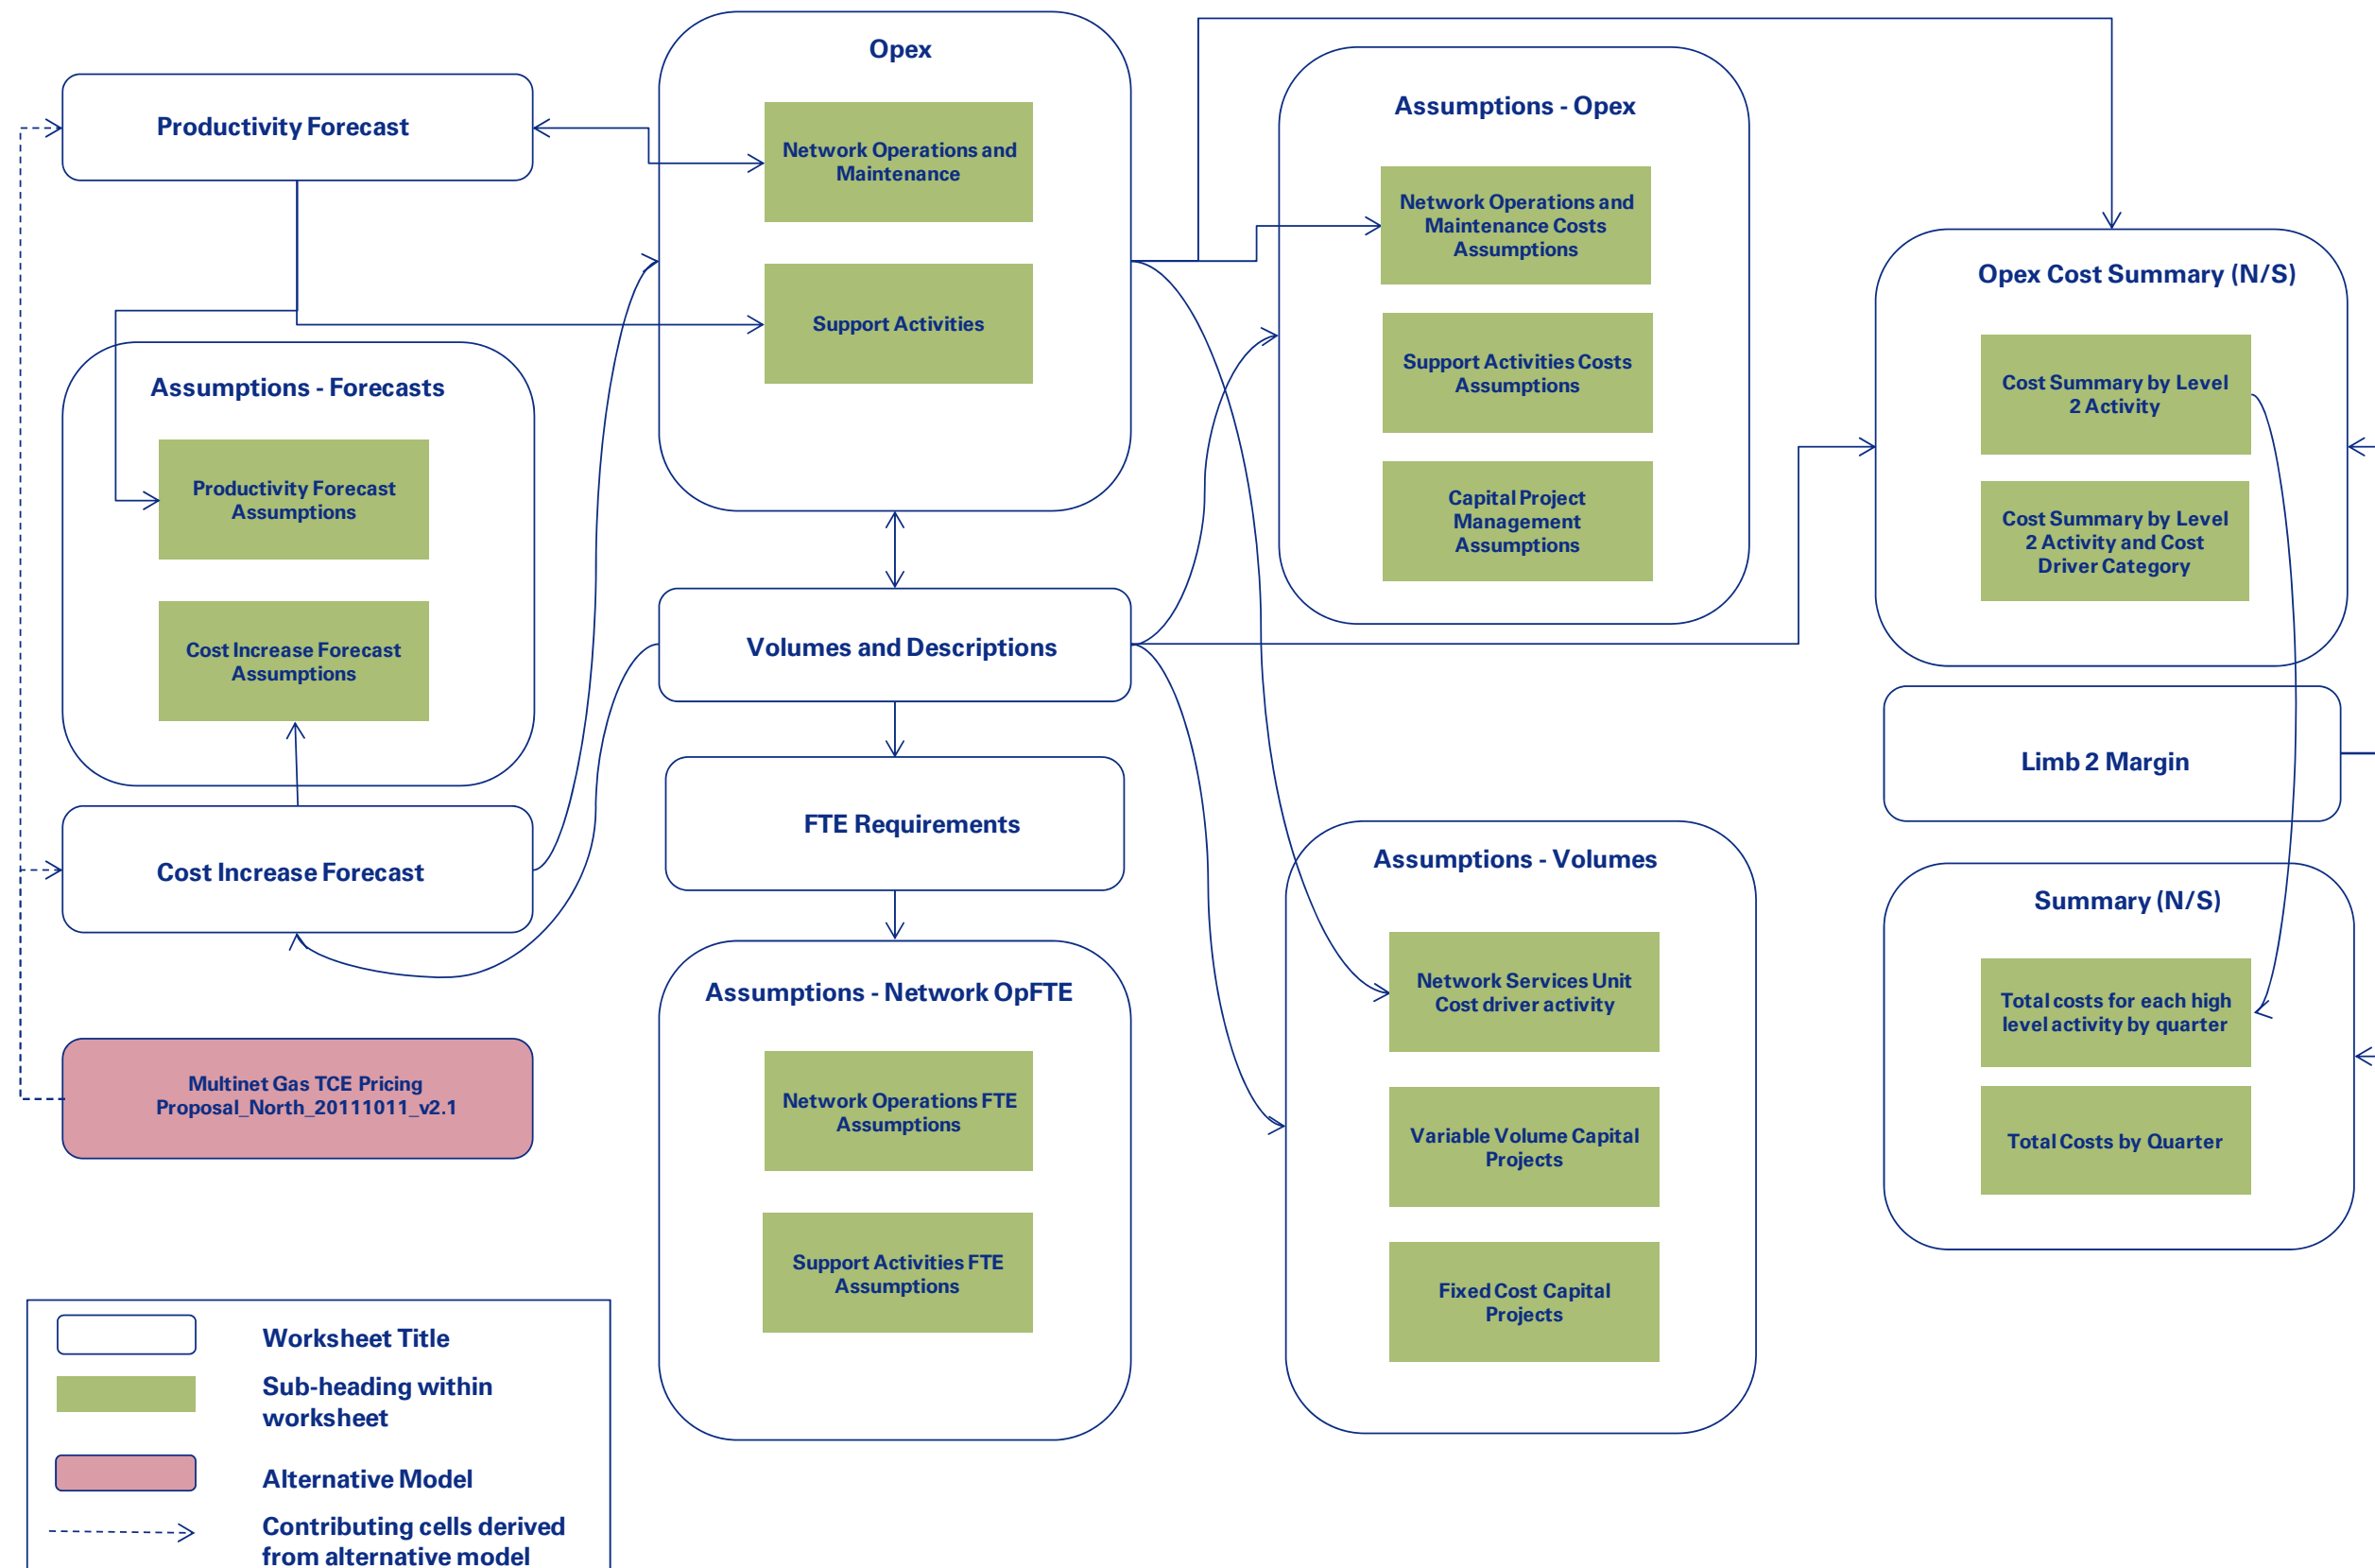 Opex
Network Operations and
Maintenance
Support Activities
Productivity Forecast
Assumptions - Forecasts
Productivity Forecast
Assumptions
Cost Increase Forecast
Assumptions
Cost Increase Forecast
Multinet Gas TCE Pricing
Proposal_North_20111011_v2.1
Volumes and Descriptions
FTE Requirements
Assumptions - Network OpFTE
Network Operations FTE
Assumptions
Support Activities FTE
Assumptions
Assumptions - Opex
Network Operations and
Maintenance Costs
Assumptions
Support Activities Costs
Assumptions
Capital Project
Management
Assumptions
Assumptions - Volumes
Network Services Unit
Cost driver activity
Variable Volume Capital
Projects
Fixed Cost Capital
Projects
Opex Cost Summary (N/S)
Cost Summary by Level
2 Activity
Cost Summary by Level
2 Activity and Cost
Driver Category
Limb 2 Margin
Summary (N/S)
Total costs for each high
level activity by quarter
Total Costs by Quarter
Worksheet Title
Sub-heading within
worksheet
Alternative Model
Contributing cells derived
from alternative model